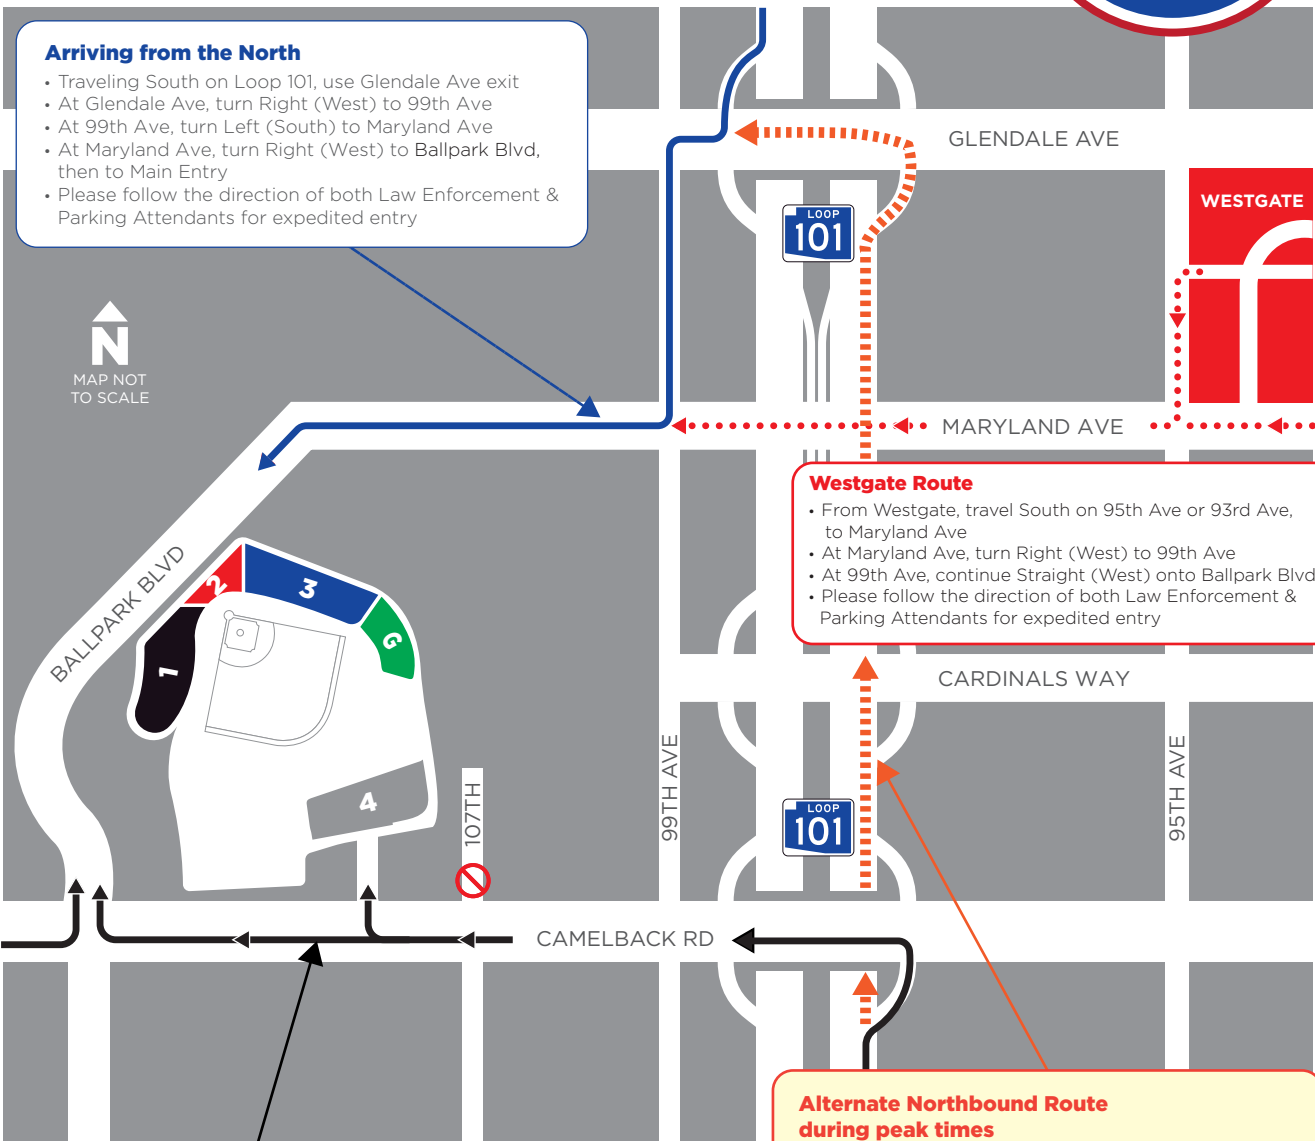 Arriving from the North
• Traveling South on Loop 101, use Glendale Ave exit
• At Glendale Ave, turn Right (West) to 99th Ave
• At 99th Ave, turn Left (South) to Maryland Ave
• At Maryland Ave, turn Right (West) to Ballpark Blvd,
then to Main Entry
• Please follow the direction of both Law Enforcement &
Parking Attendants for expedited entry
GLENDALE AVE
WESTGATE
LOOP
101
N
MAP NOT
TO SCALE
MARYLAND AVE
Westgate Route
• From Westgate, travel South on 95th Ave or 93rd Ave,
to Maryland Ave
• At Maryland Ave, turn Right (West) to 99th Ave
• At 99th Ave, continue Straight (West) onto Ballpark Blvd
• Please follow the direction of both Law Enforcement &
Parking Attendants for expedited entry
BALLPARK BLVD
1
2
3
G
4
CARDINALS WAY
107TH
99TH AVE
LOOP
101
95TH AVE
CAMELBACK RD
Alternate Northbound Route
during peak times